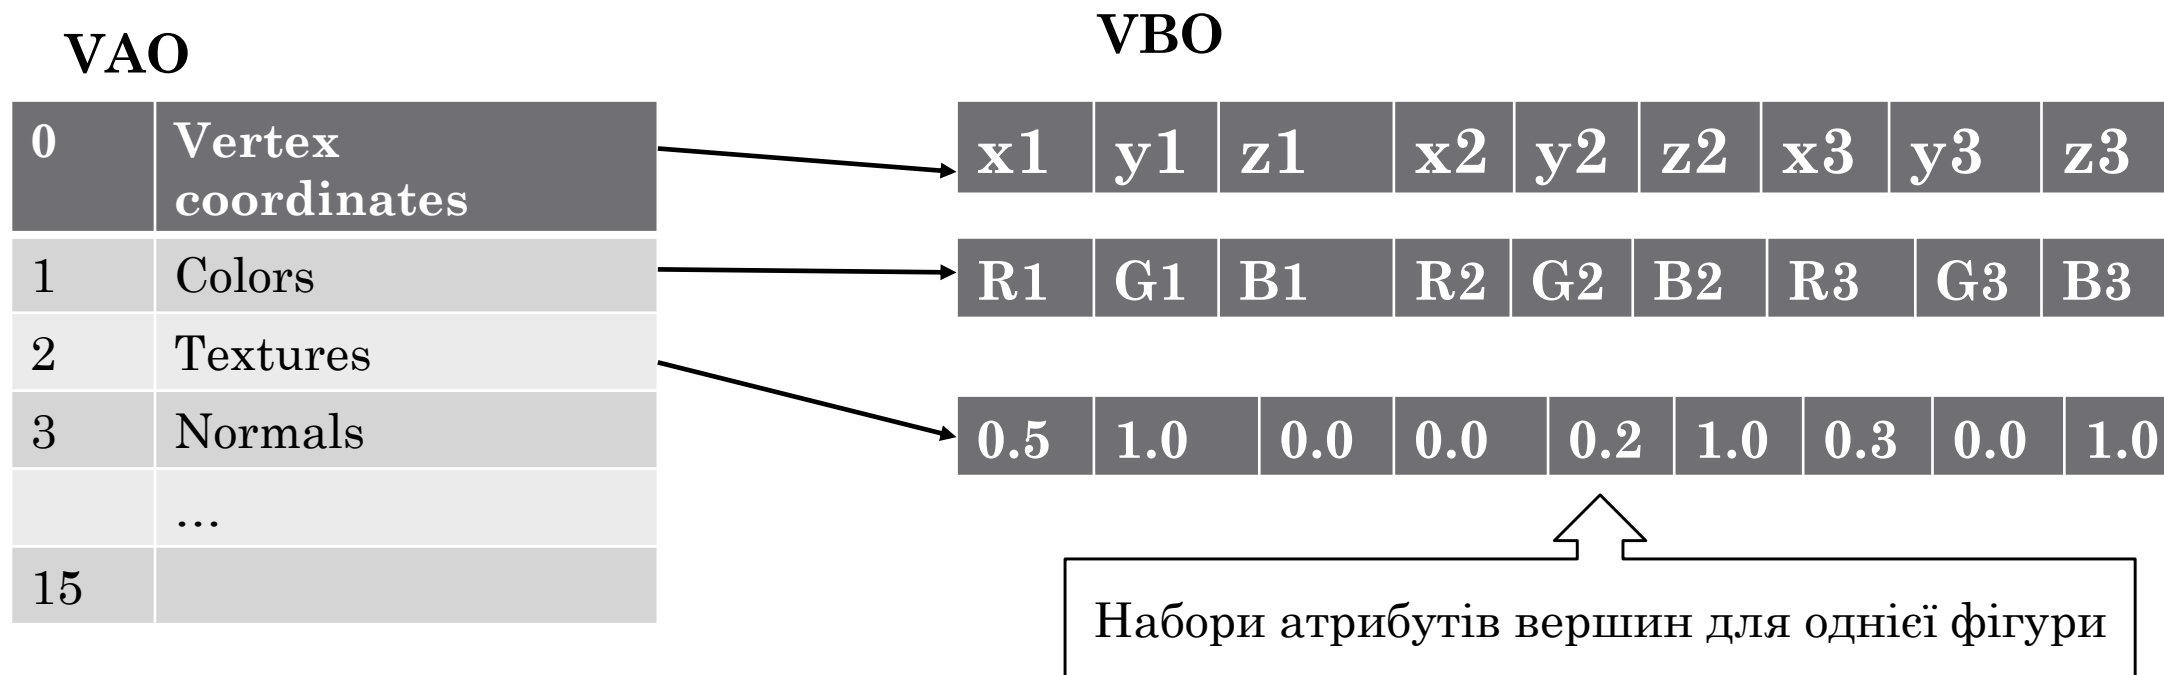 VAO
0 Vertex
coordinates
1 Colors
2 Textures
3 Normals
...
15
VBO
x1 y1 z1 x2 y2 z2 x3 y3 z3
R1 G1 B1 R2 G2 B2 R3 G3 B3
0.5 1.0 0.0 0.0 0.2 1.0 0.3 0.0 1.0
Набори атрибутів вершин для однієї фігури